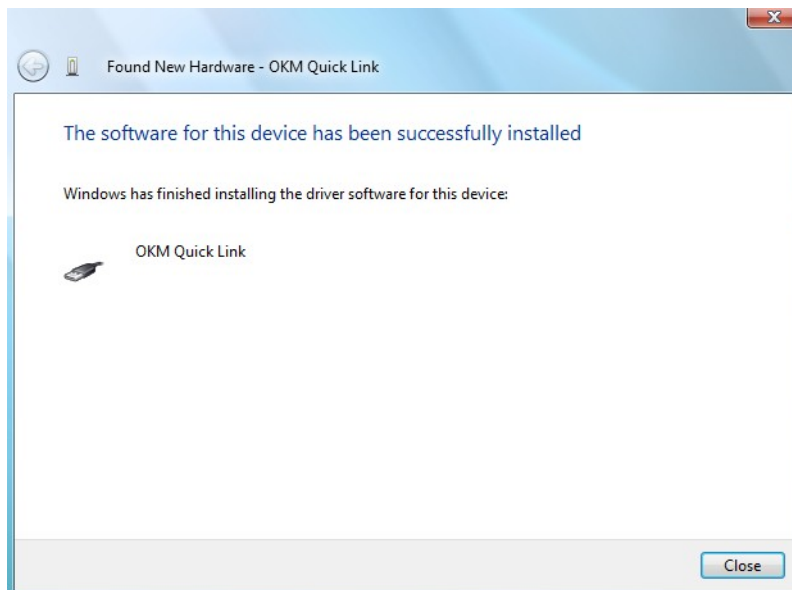 Found New Hardware - OKM Quick Link
The software for this device has been successfully installed
Windows has finished installing the driver software for this device:
OKM Quick Link
Close